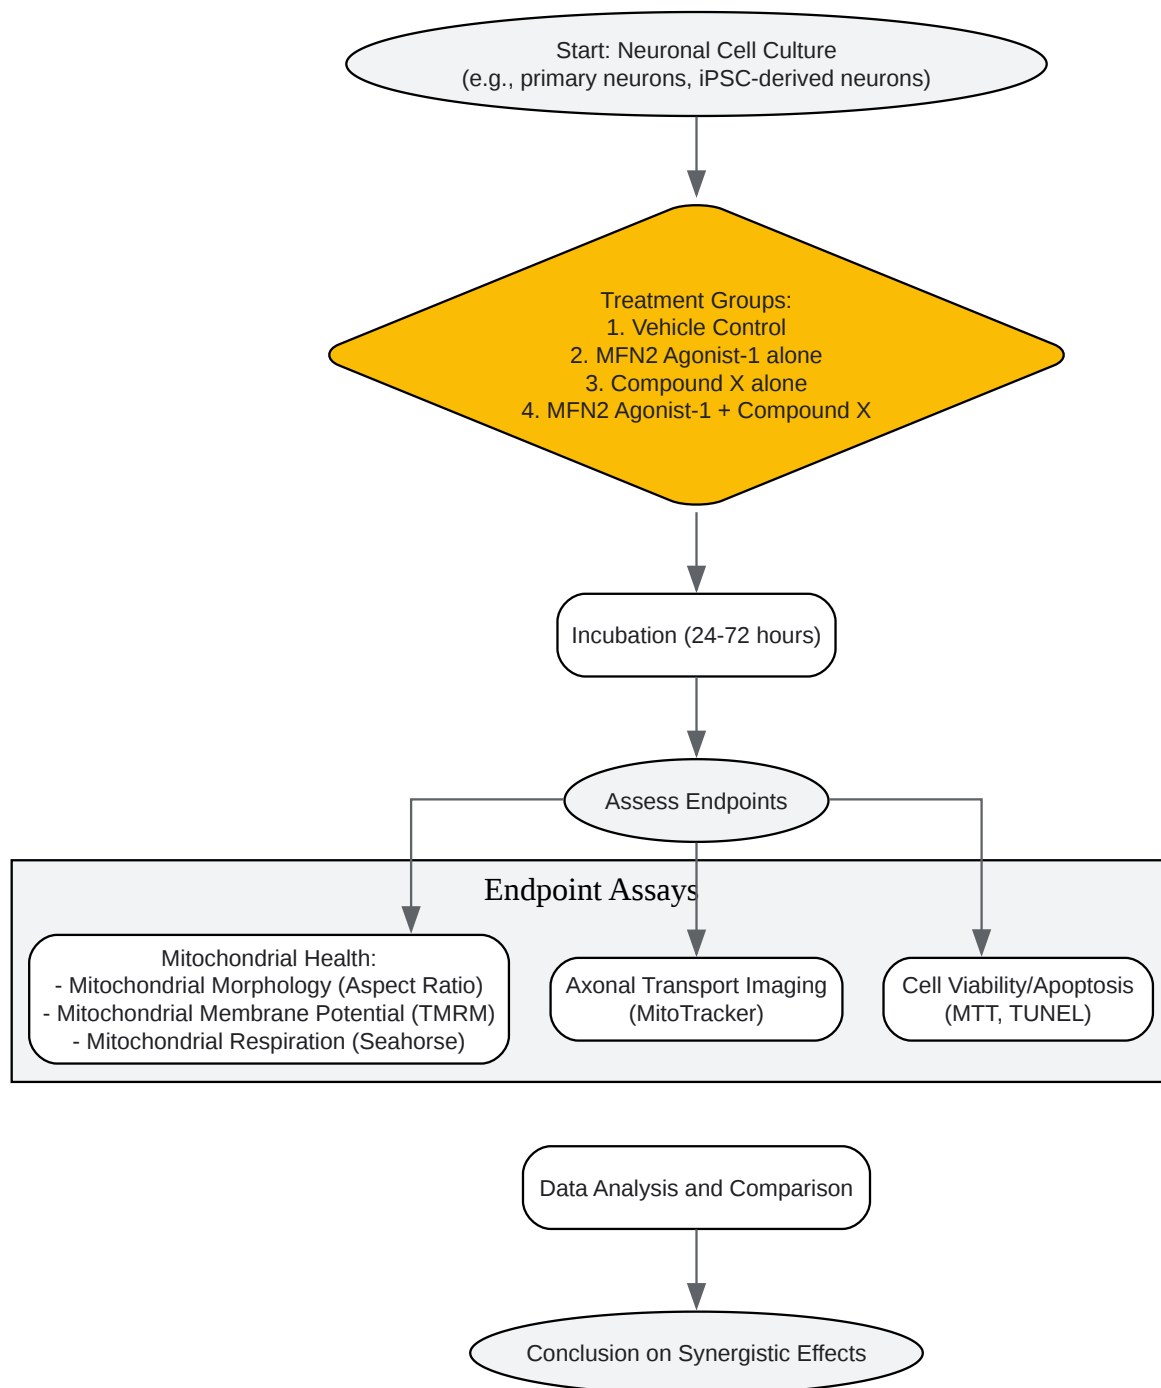 Start: Neuronal Cell Culture
(e.g., primary neurons, iPSC-derived neurons)
Treatment Groups:
1. Vehicle Control
2. MFN2 Agonist-1 alone
3. Compound X alone
4. MFN2 Agonist-1 + Compound X
Incubation (24-72 hours)
Assess Endpoints
Endpoint Assays
Mitochondrial Health:
- Mitochondrial Morphology (Aspect Ratio)
- Mitochondrial Membrane Potential (TMRM)
- Mitochondrial Respiration (Seahorse)
Axonal Transport Imaging
(MitoTracker)
Cell Viability/Apoptosis
(MTT, TUNEL)
Data Analysis and Comparison
Conclusion on Synergistic Effects